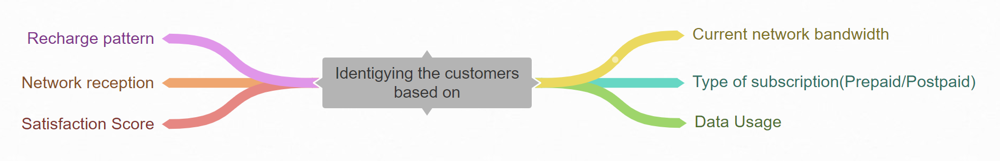 Recharge pattern
Network reception
Satisfaction Score
Identigying the customers
based on
Current network bandwidth
Type of subscription(Prepaid/Postpaid)
Data Usage